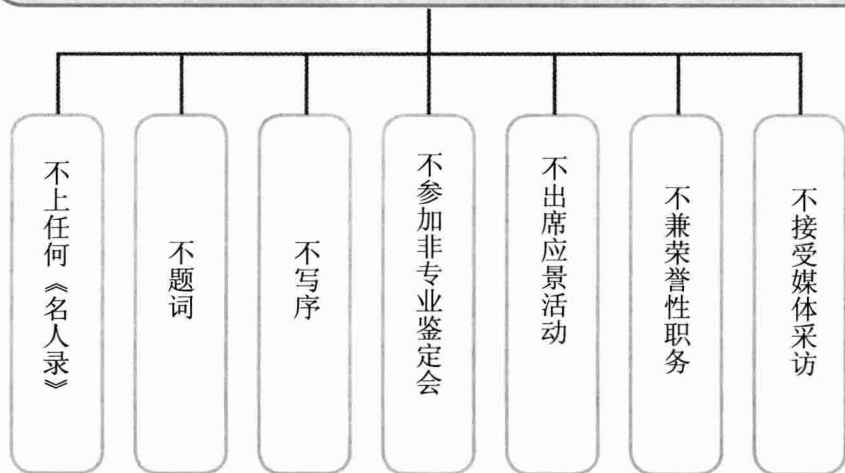 不上任何《名人录》
不题词
不写序
不参加非专业鉴定会
不出席应景活动
不兼荣誉性职务
不接受媒体采访